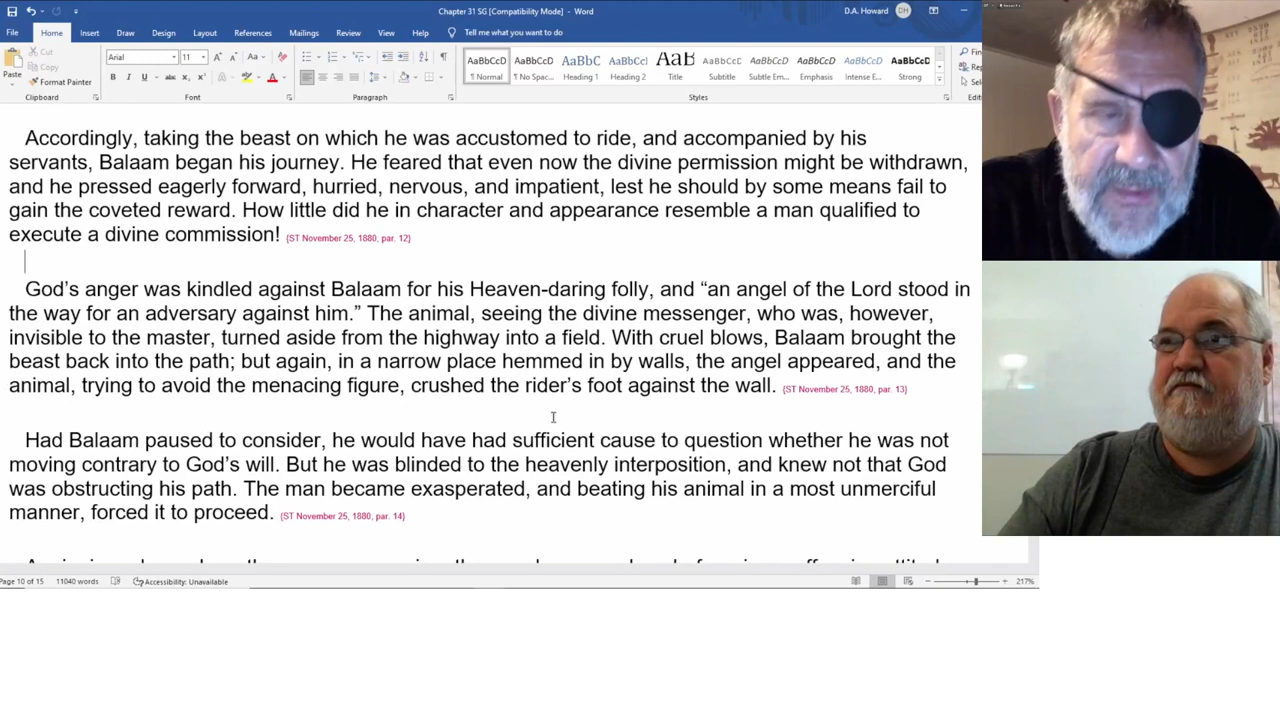 Chapter 31 SG [Compatibility Mode] - Word
D.A. Howard
DH
File Home Insert Draw Design Layout References Mailings Review View Help Tell me what you want to do
Paste
Cut
Copy
Format Painter
Clipboard
Arial
11
Font
Paragraph
AaBbCcD AaBbCcD AaBbC AaBbCc AaB AaBbCcD AaBbCcD AaBbCcD AaBbCcD AaBbCcD
¶ Normal ¶ No Spac... Heading 1 Heading 2 Title Subtitle Subtle Em... Emphasis Intense E... Strong
Styles
Accordingly, taking the beast on which he was accustomed to ride, and accompanied by his
servants, Balaam began his journey. He feared that even now the divine permission might be withdrawn,
and he pressed eagerly forward, hurried, nervous, and impatient, lest he should by some means fail to
gain the coveted reward. How little did he in character and appearance resemble a man qualified to
execute a divine commission! {ST November 25, 1880, par. 12}
God's anger was kindled against Balaam for his Heaven-daring folly, and “an angel of the Lord stood in
the way for an adversary against him.” The animal, seeing the divine messenger, who was, however,
invisible to the master, turned aside from the highway into a field. With cruel blows, Balaam brought the
beast back into the path; but again, in a narrow place hemmed in by walls, the angel appeared, and the
animal, trying to avoid the menacing figure, crushed the rider's foot against the wall. {ST November 25, 1880, par. 13}
Had Balaam paused to consider, he would have had sufficient cause to question whether he was not
moving contrary to God's will. But he was blinded to the heavenly interposition, and knew not that God
was obstructing his path. The man became exasperated, and beating his animal in a most unmerciful
manner, forced it to proceed. {ST November 25, 1880, par. 14}
Page 10 of 15 11040 words Accessibility: Unavailable
217%